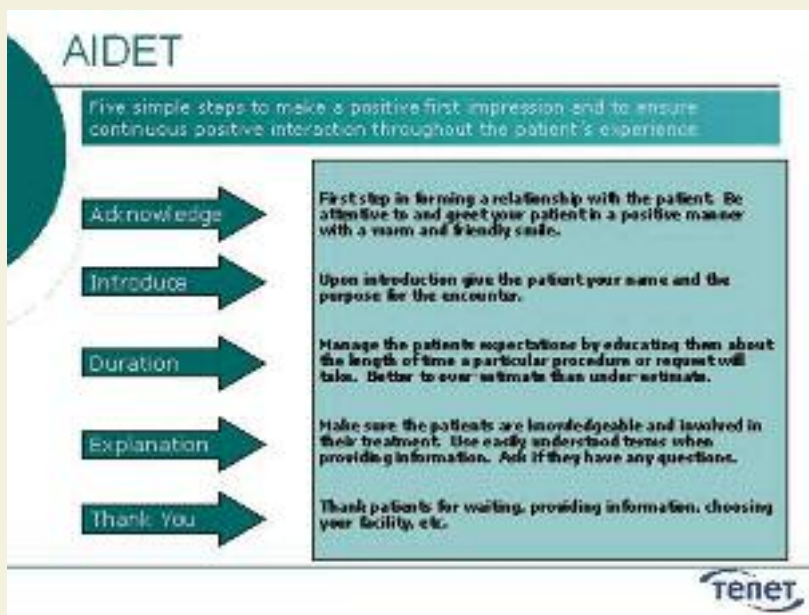 AIDET
Five simple steps to make a positive first impression and to ensure
continuous positive interaction throughout the patient's experience
Acknowledge
First step in forming a relationship with the patient. Be
attentive to and greet your patient in a positive manner
with a warm and friendly smile.
Introduce
Upon introduction give the patient your name and the
purpose for the encounter.
Duration
Manage the patients expectations by educating them about
the length of time a particular procedure or request will
take. Better to over-estimate than under-estimate.
Explanation
Make sure the patients are knowledgeable and involved in
their treatment. Use easily understood terms when
providing information. Ask if they have any questions.
Thank You
Thank patients for waiting, providing information, choosing
your facility, etc.
Tenet